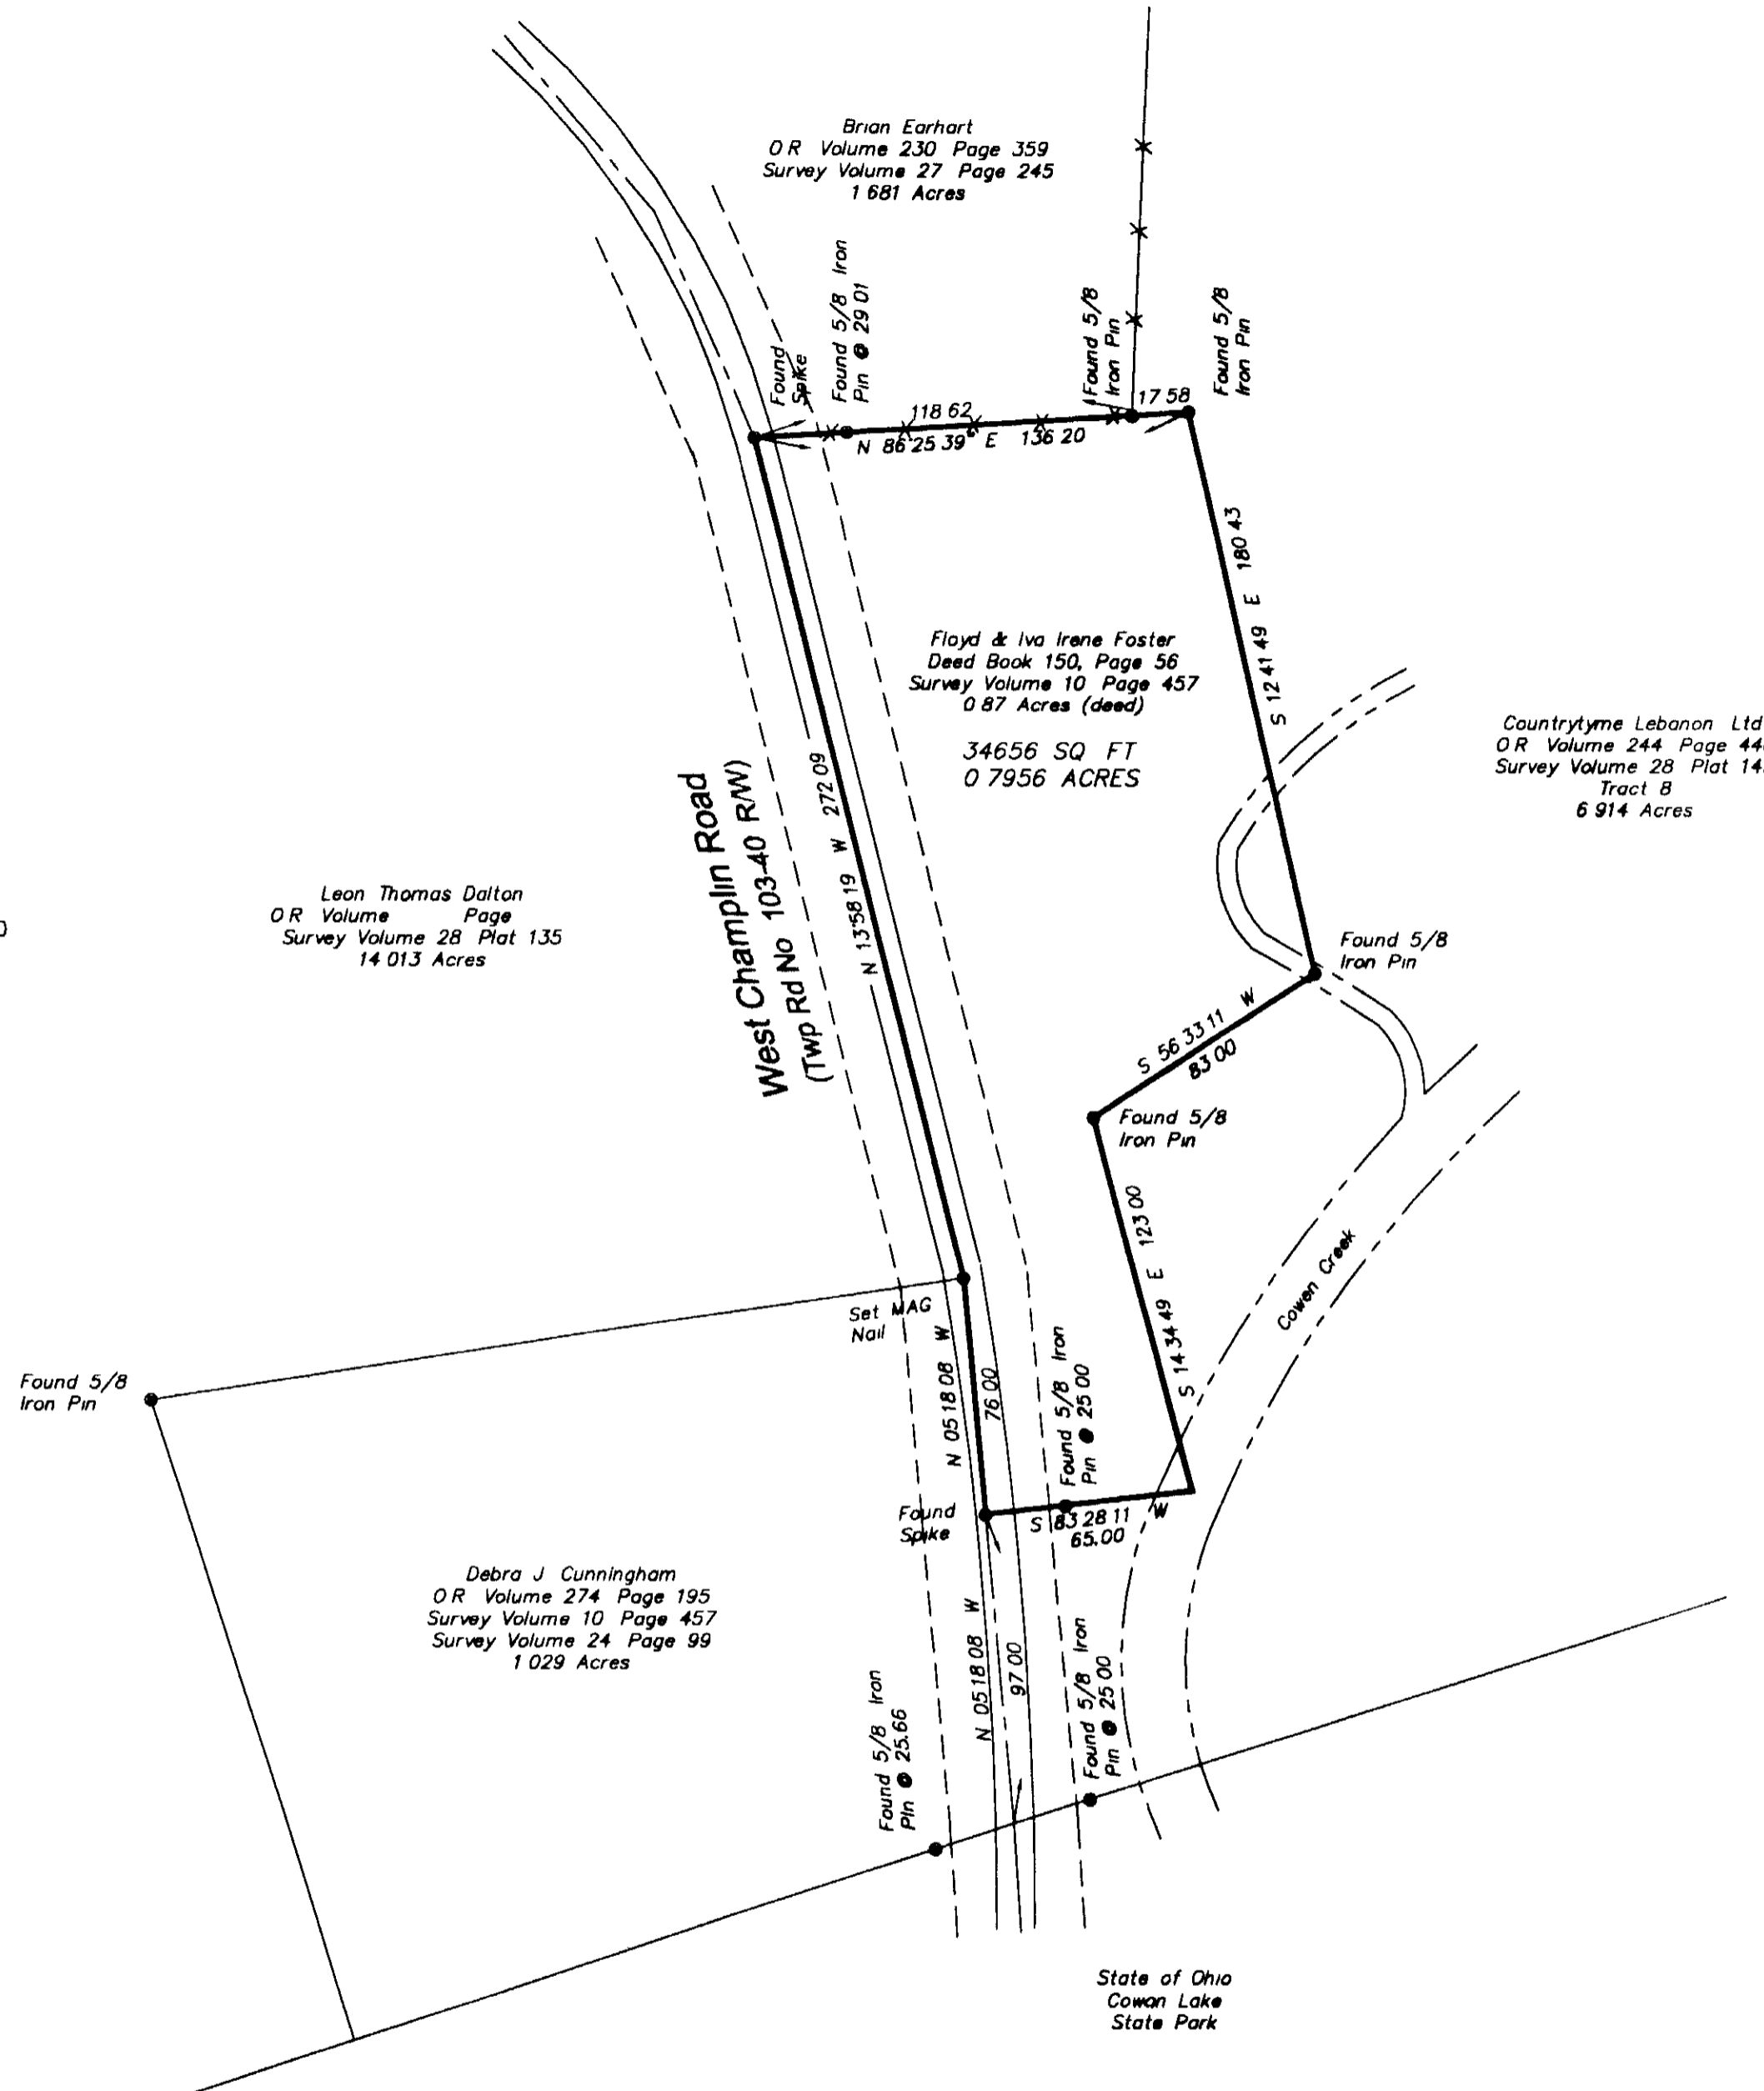 Brian Earhart
O R Volume 230 Page 359
Survey Volume 27 Page 245
1 681 Acres
Found
Spike
Found 5/8 Iron
Pin @ 29 01
Found 5/8
Iron Pin
Found 5/8
Iron Pin
17 58
118 62
N 86 25 39" E 136 20
S 12 41 49 E 180 43
Floyd & Iva Irene Foster
Deed Book 150, Page 56
Survey Volume 10 Page 457
0 87 Acres (deed)
34656 SQ FT
0 7956 ACRES
Countrytyme Lebanon Ltd
O R Volume 244 Page
Survey Volume 28 Plat
Tract 8
6 914 Acres
West Champlin Road
(Twp Rd No 103-40 R/W)
N 13°58 19 W 272 09
Leon Thomas Dalton
O R Volume Page
Survey Volume 28 Plat 135
14 013 Acres
Found 5/8
Iron Pin
S 56 33 11 W
83 00
Found 5/8
Iron Pin
S 14 34 49 E 123 00
Cowen Creek
Set MAG
Nail
N 05 18 08 W
76 00
Found 5/8 Iron
Pin @ 25 00
Found 5/8
Iron Pin
Found
Spike
S 83 28 11 W
65.00
Debra J Cunningham
O R Volume 274 Page 195
Survey Volume 10 Page 457
Survey Volume 24 Page 99
1 029 Acres
N 05 18 08 W
97 00
Found 5/8 Iron
Pin @ 25.66
Found 5/8 Iron
Pin @ 25 00
State of Ohio
Cowan Lake
State Park